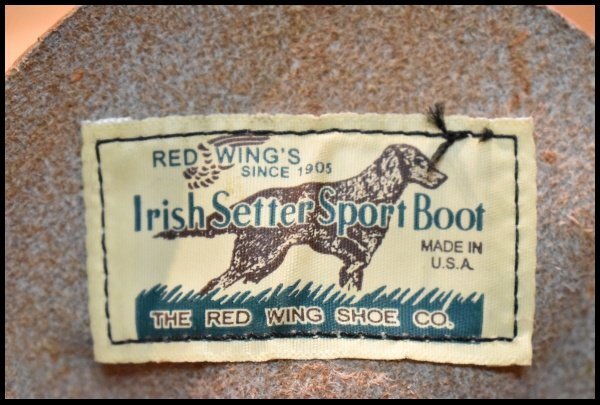 RED WING'S
SINCE 1905
Irish Setter Sport Boot
MADE IN
U.S.A.
THE RED WING SHOE CO.